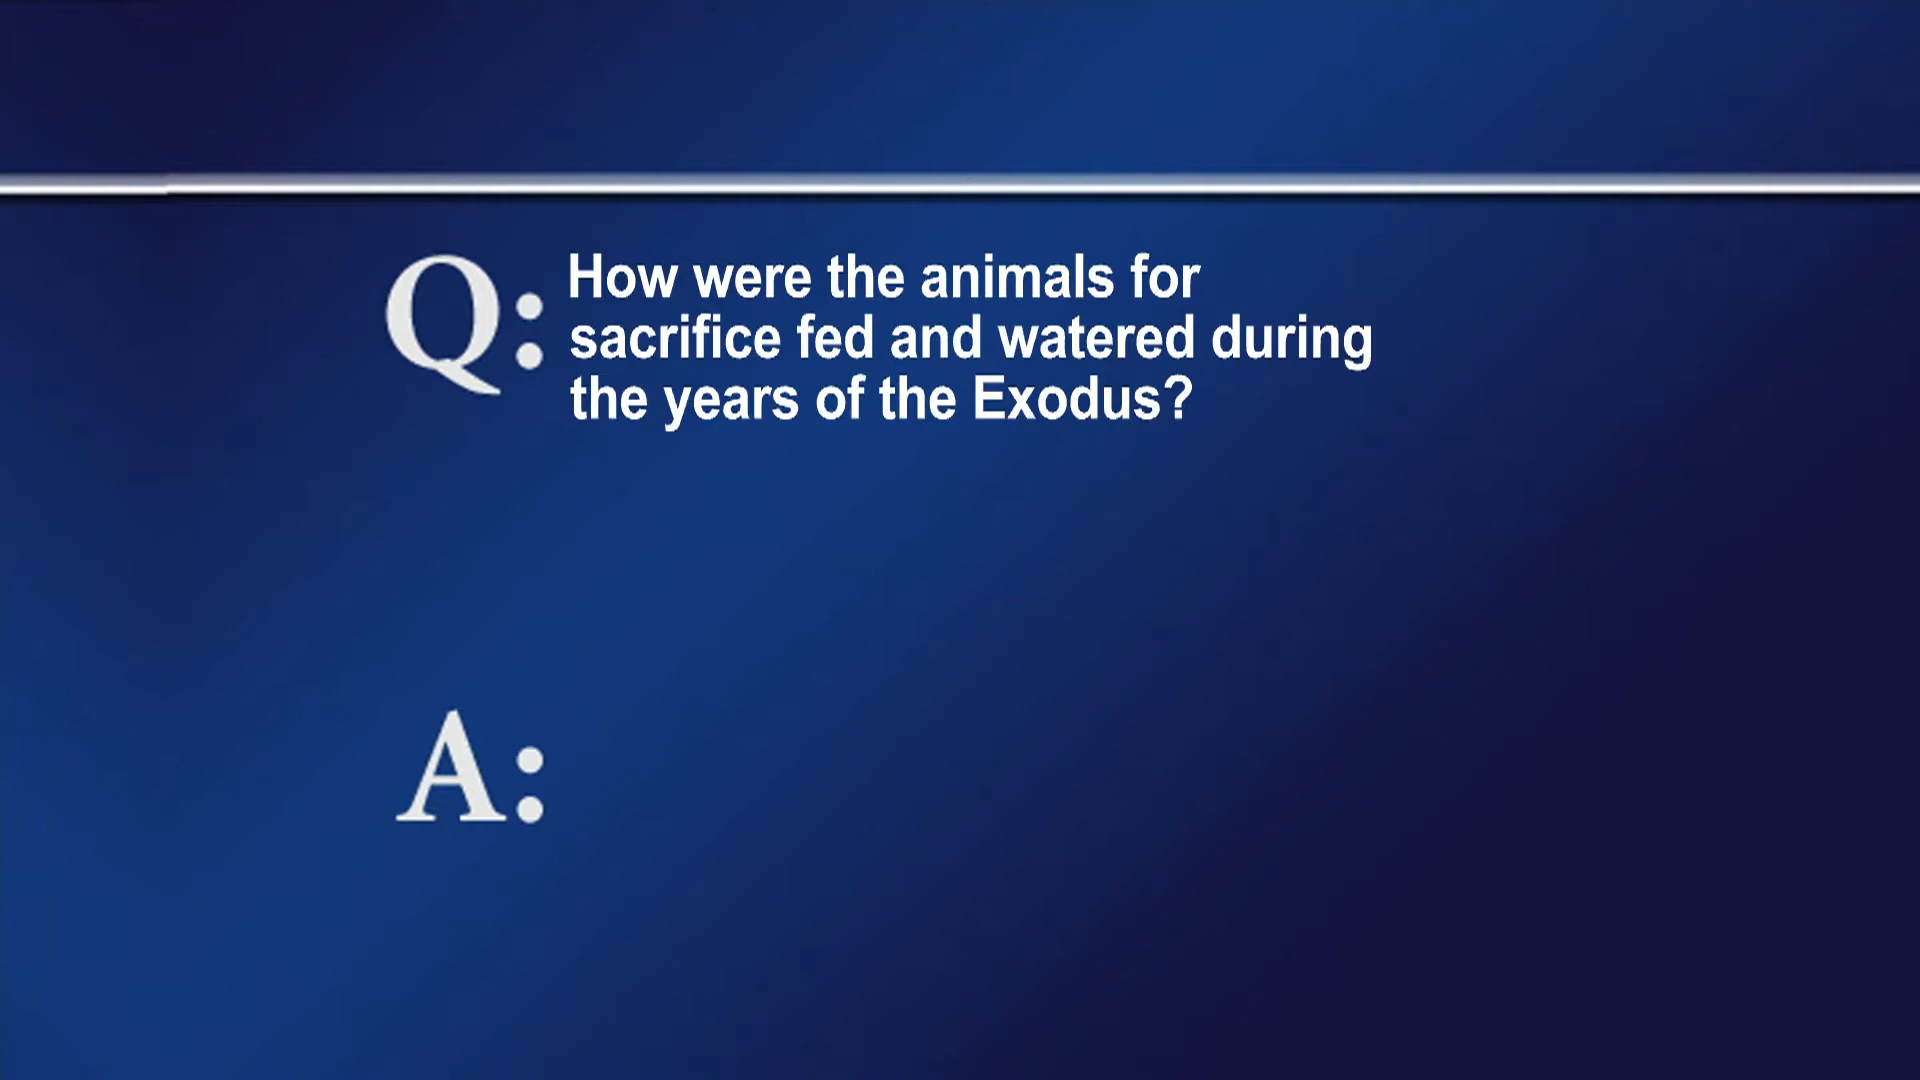 Q: How were the animals for
sacrifice fed and watered during
the years of the Exodus?
A: